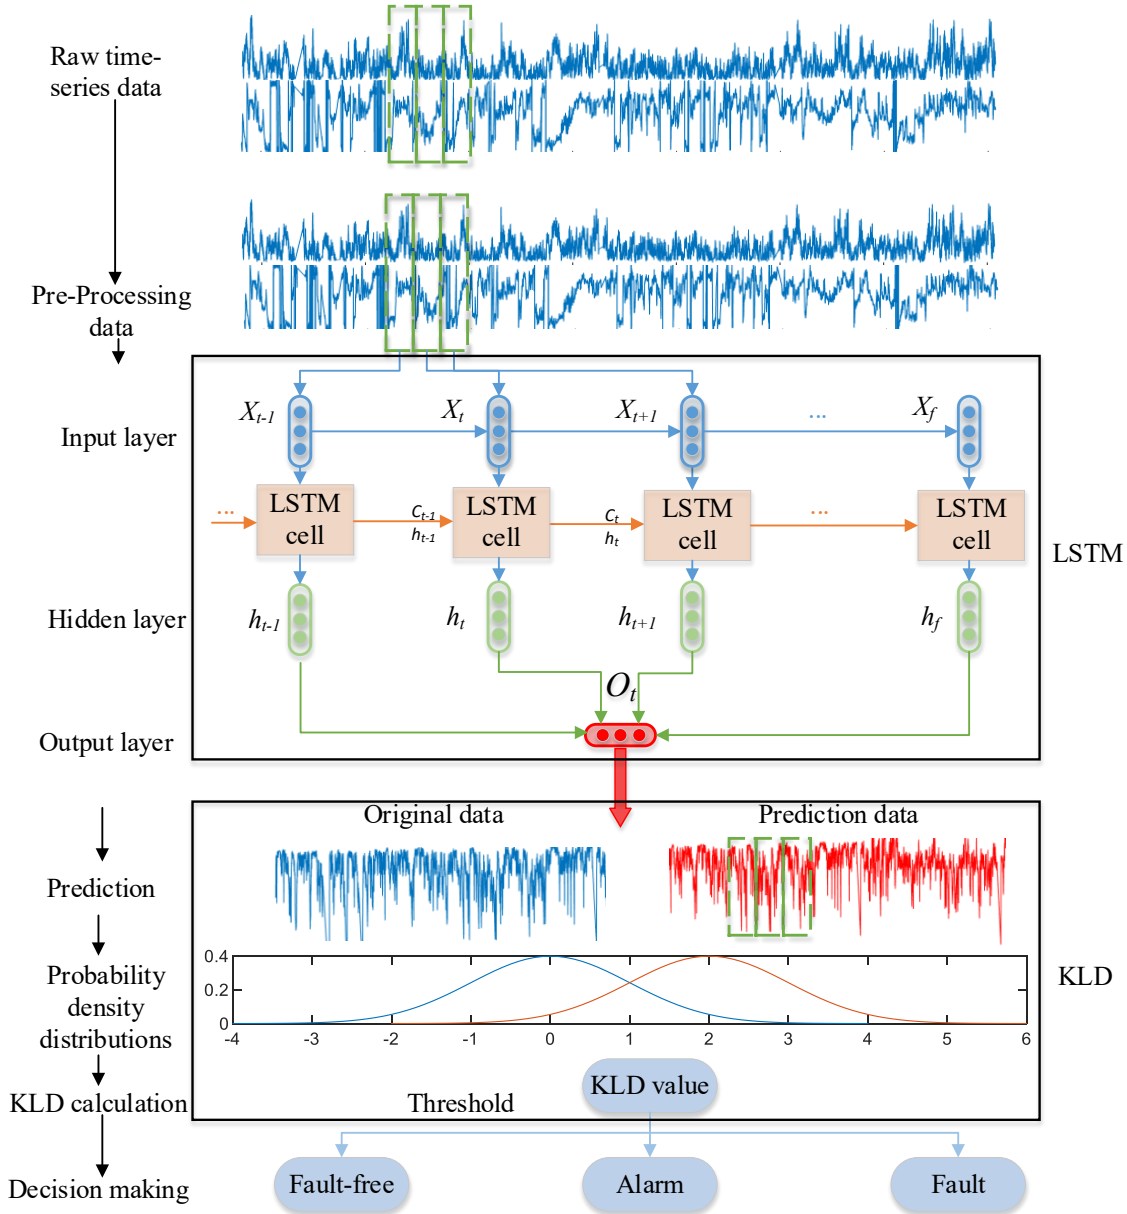 Raw time-
series data
Pre-Processing
data
Input layer
X_{t-1}
X_t
X_{t+1}
...
X_f
...
LSTM
cell
C_{t-1}
h_{t-1}
LSTM
cell
C_t
h_t
LSTM
cell
...
LSTM
cell
LSTM
Hidden layer
h_{t-1}
h_t
h_{t+1}
h_f
O_t
Output layer
Original data
Prediction data
Prediction
Probability
density
distributions
0.4
0.2
0
-4 -3 -2 -1 0 1 2 3 4 5 6
KLD
KLD calculation
KLD value
Threshold
Decision making
Fault-free
Alarm
Fault